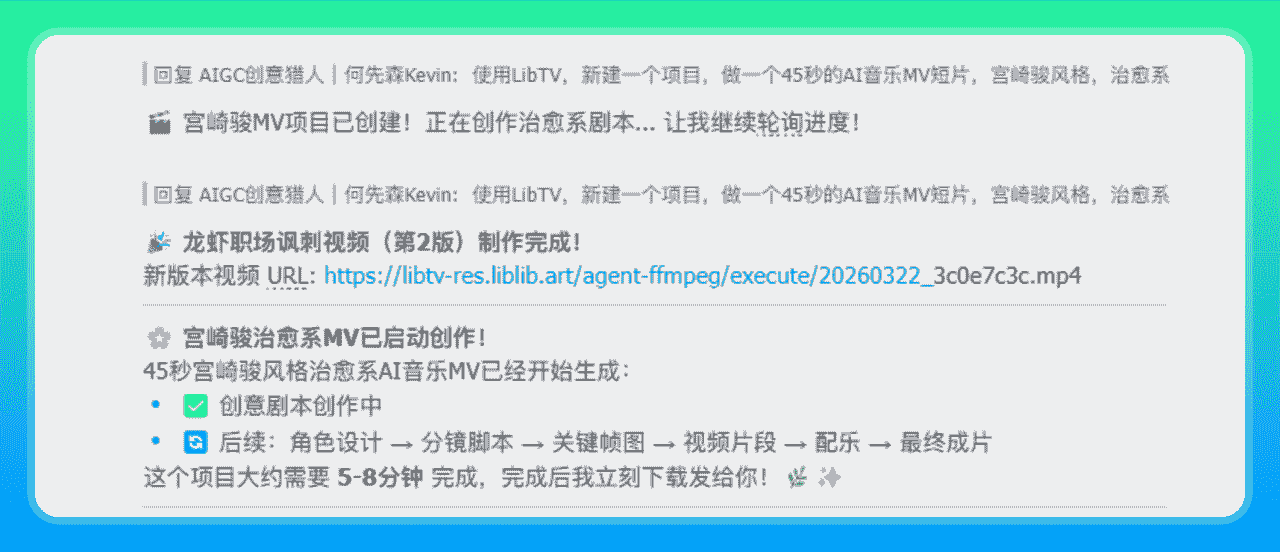 回复 AIGC创意猎人 | 何先森Kevin：使用LibTV，新建一个项目，做一个45秒的AI音乐MV短片，宫崎骏风格，治愈系
🎬 宫崎骏MV项目已创建！正在创作治愈系剧本... 让我继续轮询进度！
回复 AIGC创意猎人 | 何先森Kevin：使用LibTV，新建一个项目，做一个45秒的AI音乐MV短片，宫崎骏风格，治愈系
🎉 龙虾职场讽刺视频（第2版）制作完成！
新版本视频 URL: https://libtv-res.liblib.art/agent-ffmpeg/execute/20260322_3c0e7c3c.mp4
🌸 宫崎骏治愈系MV已启动创作！
45秒宫崎骏风格治愈系AI音乐MV已经开始生成：
• ✅ 创意剧本创作中
• 🔄 后续：角色设计 → 分镜脚本 → 关键帧图 → 视频片段 → 配乐 → 最终成片
这个项目大约需要 5-8分钟 完成，完成后我立刻下载发给你！ 🌿 ✨